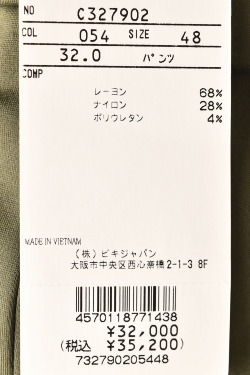 NO C327902
COL 054 SIZE 48
32.0 パンツ
COMP
レーヨン 68%
ナイロン 28%
ポリウレタン 4%
MADE IN VIETNAM
(株)ビキジャパン
大阪市中央区西心斎橋2-1-3 8F
4570118771438
¥32,000
(税込 ¥35,200)
732790205448